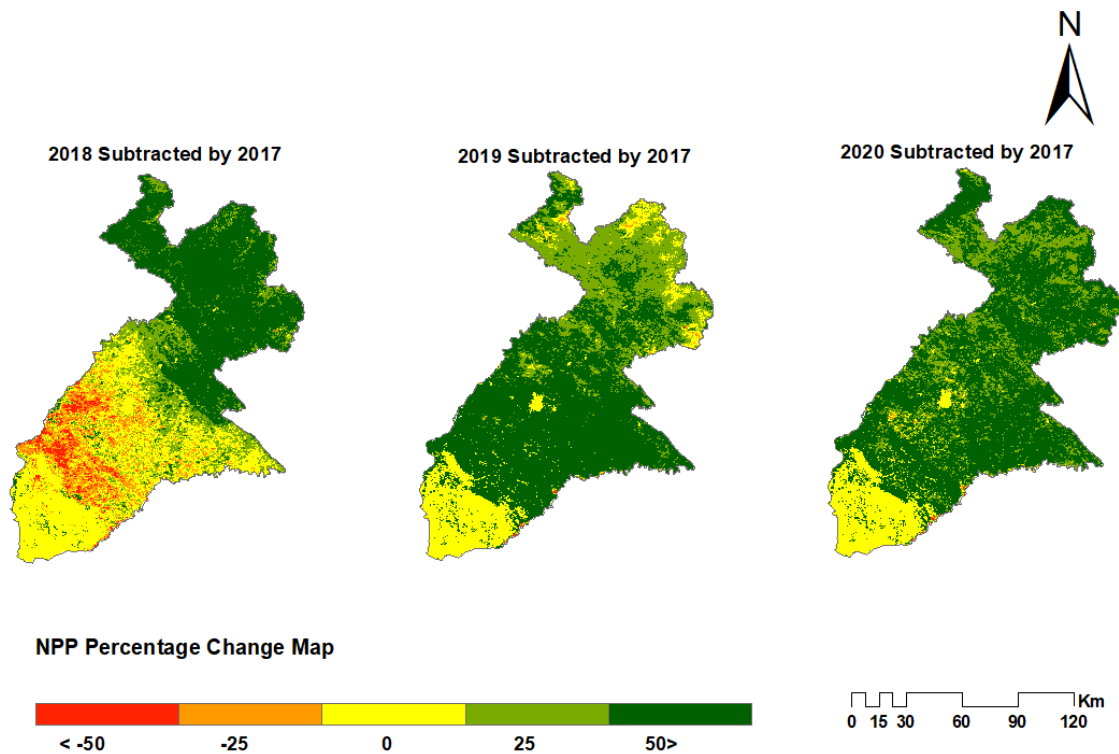 N
2018 Subtracted by 2017
2019 Subtracted by 2017
2020 Subtracted by 2017
NPP Percentage Change Map
< -50 -25 0 25 50>
Km
0 15 30 60 90 120